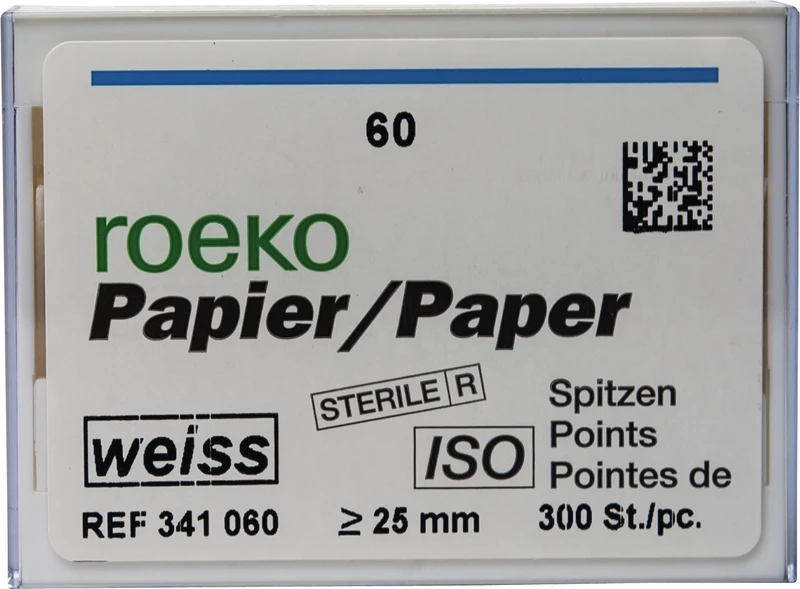 60
roeko
Papier/Paper
STERILE R
Spitzen
weiss
ISO
Points
Pointes de
REF 341 060
≥ 25 mm
300 St./pc.